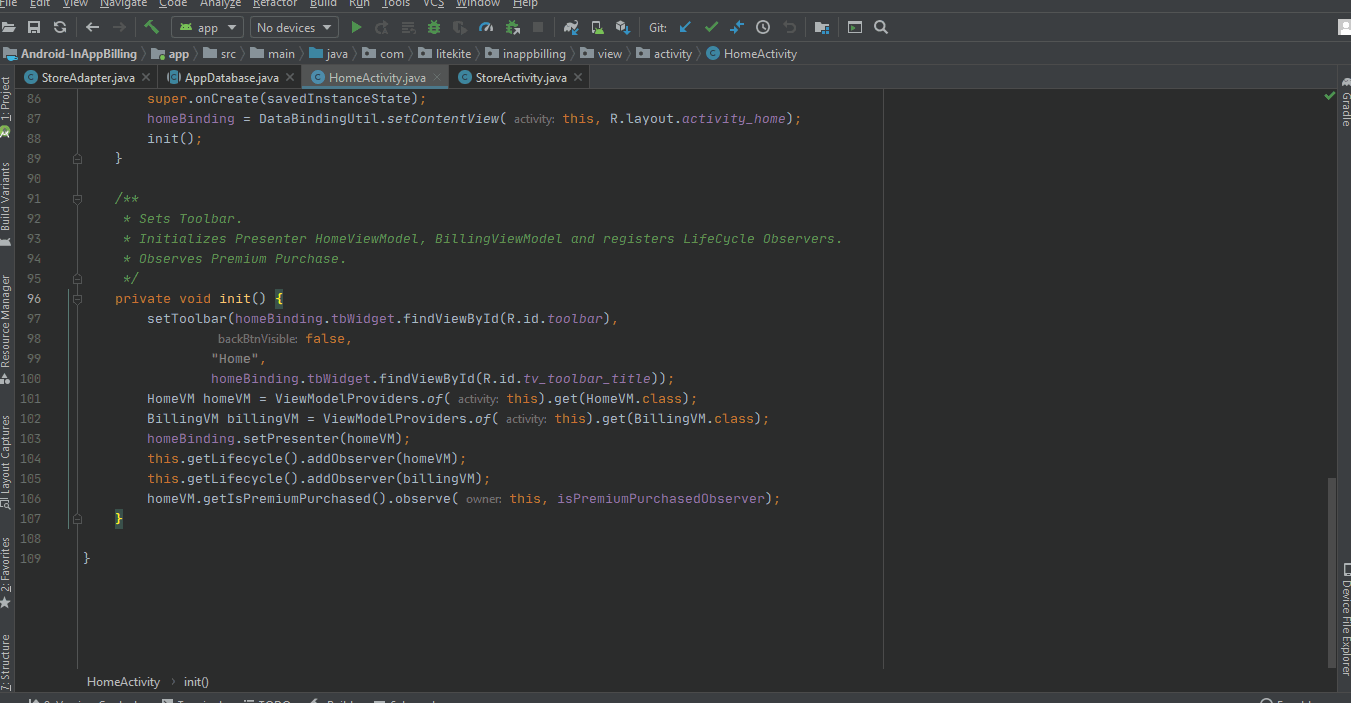 File Edit View Navigate Code Analyze Refactor Build Run Tools VCS Window Help
app No devices Git:
Android-InAppBilling app src main java com litekite inappbilling view activity HomeActivity
StoreAdapter.java AppDatabase.java HomeActivity.java StoreActivity.java
1: Project
Build Variants
Resource Manager
Layout Captures
2: Favorites
7: Structure
86 super.onCreate(savedInstanceState);
87 homeBinding = DataBindingUtil.setContentView( activity: this, R.layout.activity_home);
88 init();
89 }
90
91 /**
92 * Sets Toolbar.
93 * Initializes Presenter HomeViewModel, BillingViewModel and registers LifeCycle Observers.
94 * Observes Premium Purchase.
95 */
96 private void init() {
97 setToolbar(homeBinding.tbWidget.findViewById(R.id.toolbar),
98 backBtnVisible: false,
99 "Home",
100 homeBinding.tbWidget.findViewById(R.id.tv_toolbar_title));
101 HomeVM homeVM = ViewModelProviders.of( activity: this).get(HomeVM.class);
102 BillingVM billingVM = ViewModelProviders.of( activity: this).get(BillingVM.class);
103 homeBinding.setPresenter(homeVM);
104 this.getLifecycle().addObserver(homeVM);
105 this.getLifecycle().addObserver(billingVM);
106 homeVM.getIsPremiumPurchased().observe( owner: this, isPremiumPurchasedObserver);
107 }
108
109 }
Gradle
Device File Explorer
HomeActivity init()